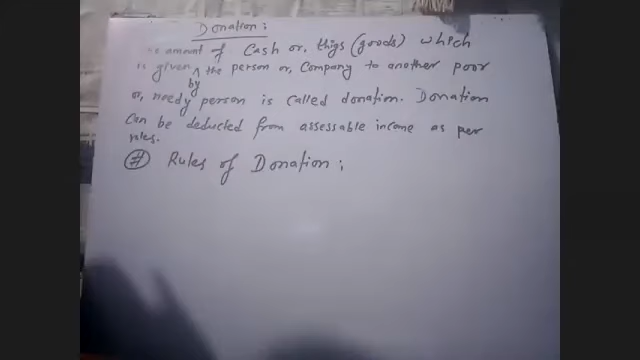 Donation:
amount of Cash or, thigs (goods) which
is given by the person or, Company to another poor
or, needy person is called donation. Donation
Can be deducted from assessable income as per
rules.
# Rules of Donation: